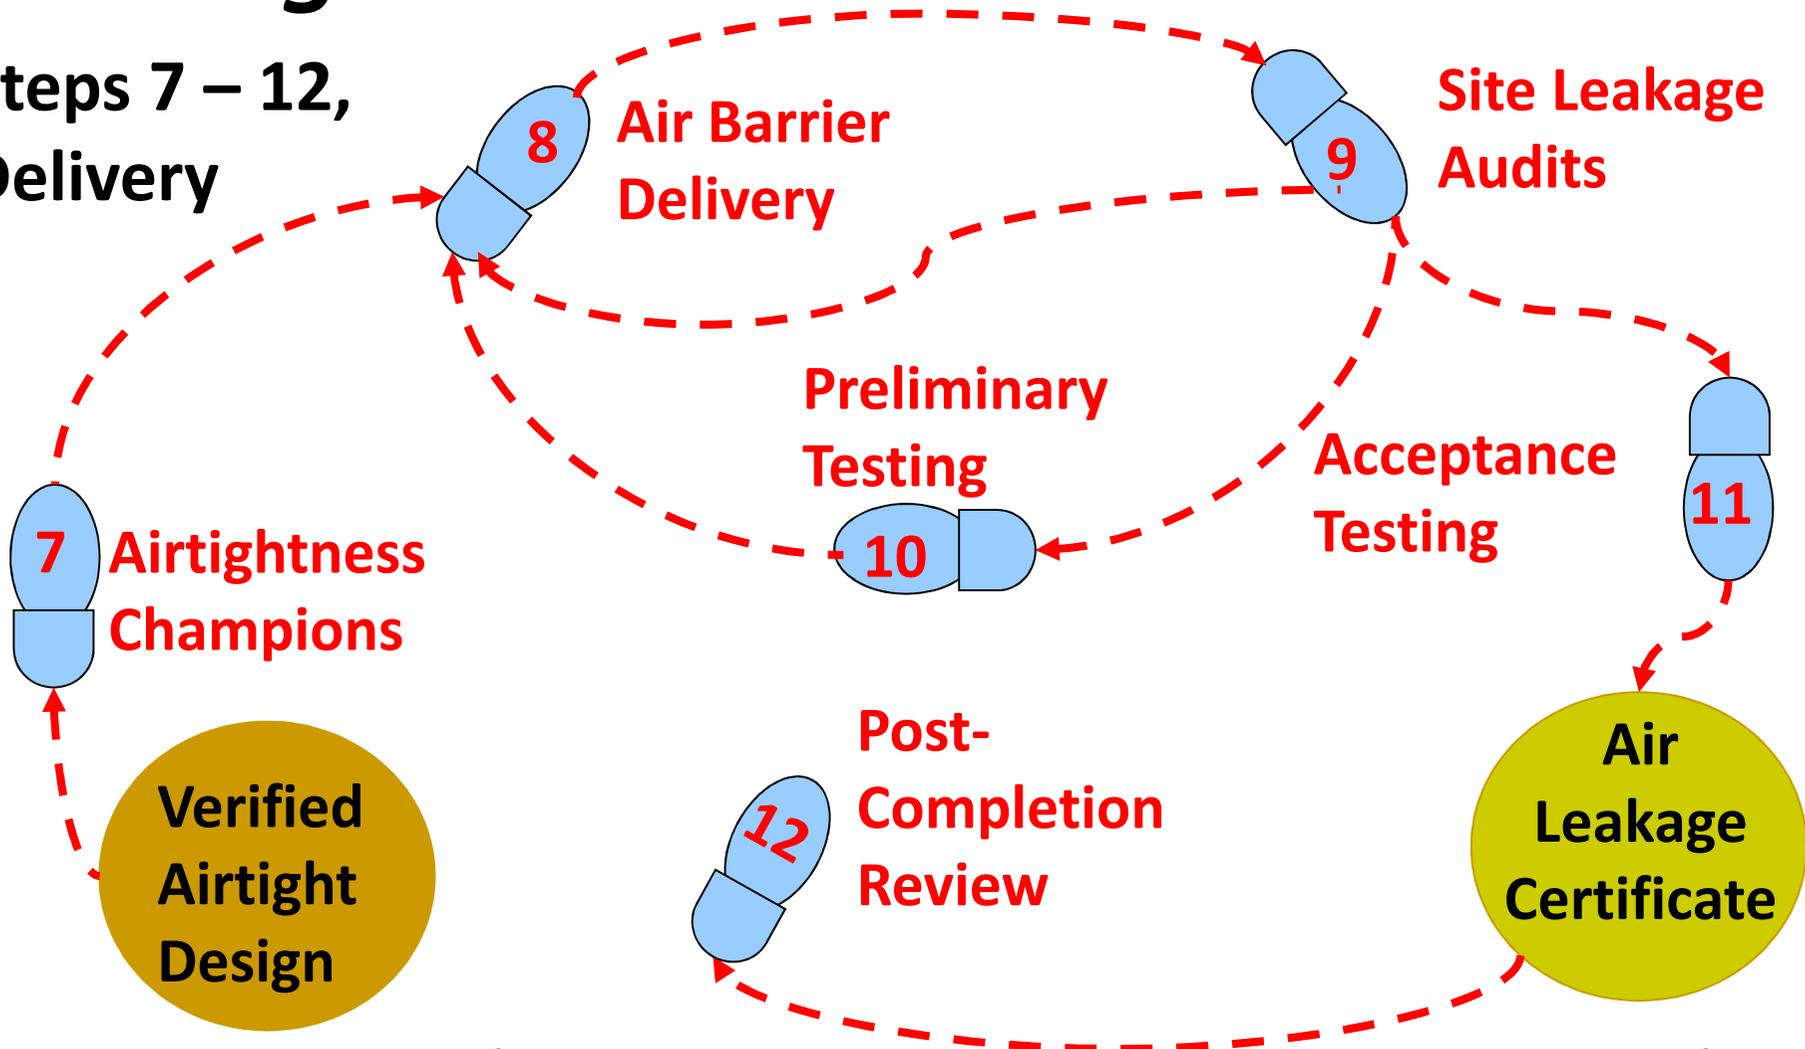 teps 7 – 12,
Delivery
8
Air Barrier
Delivery
9
Site Leakage
Audits
Preliminary
Testing
10
Acceptance
Testing
11
7
Airtightness
Champions
Verified
Airtight
Design
12
Post-
Completion
Review
Air
Leakage
Certificate